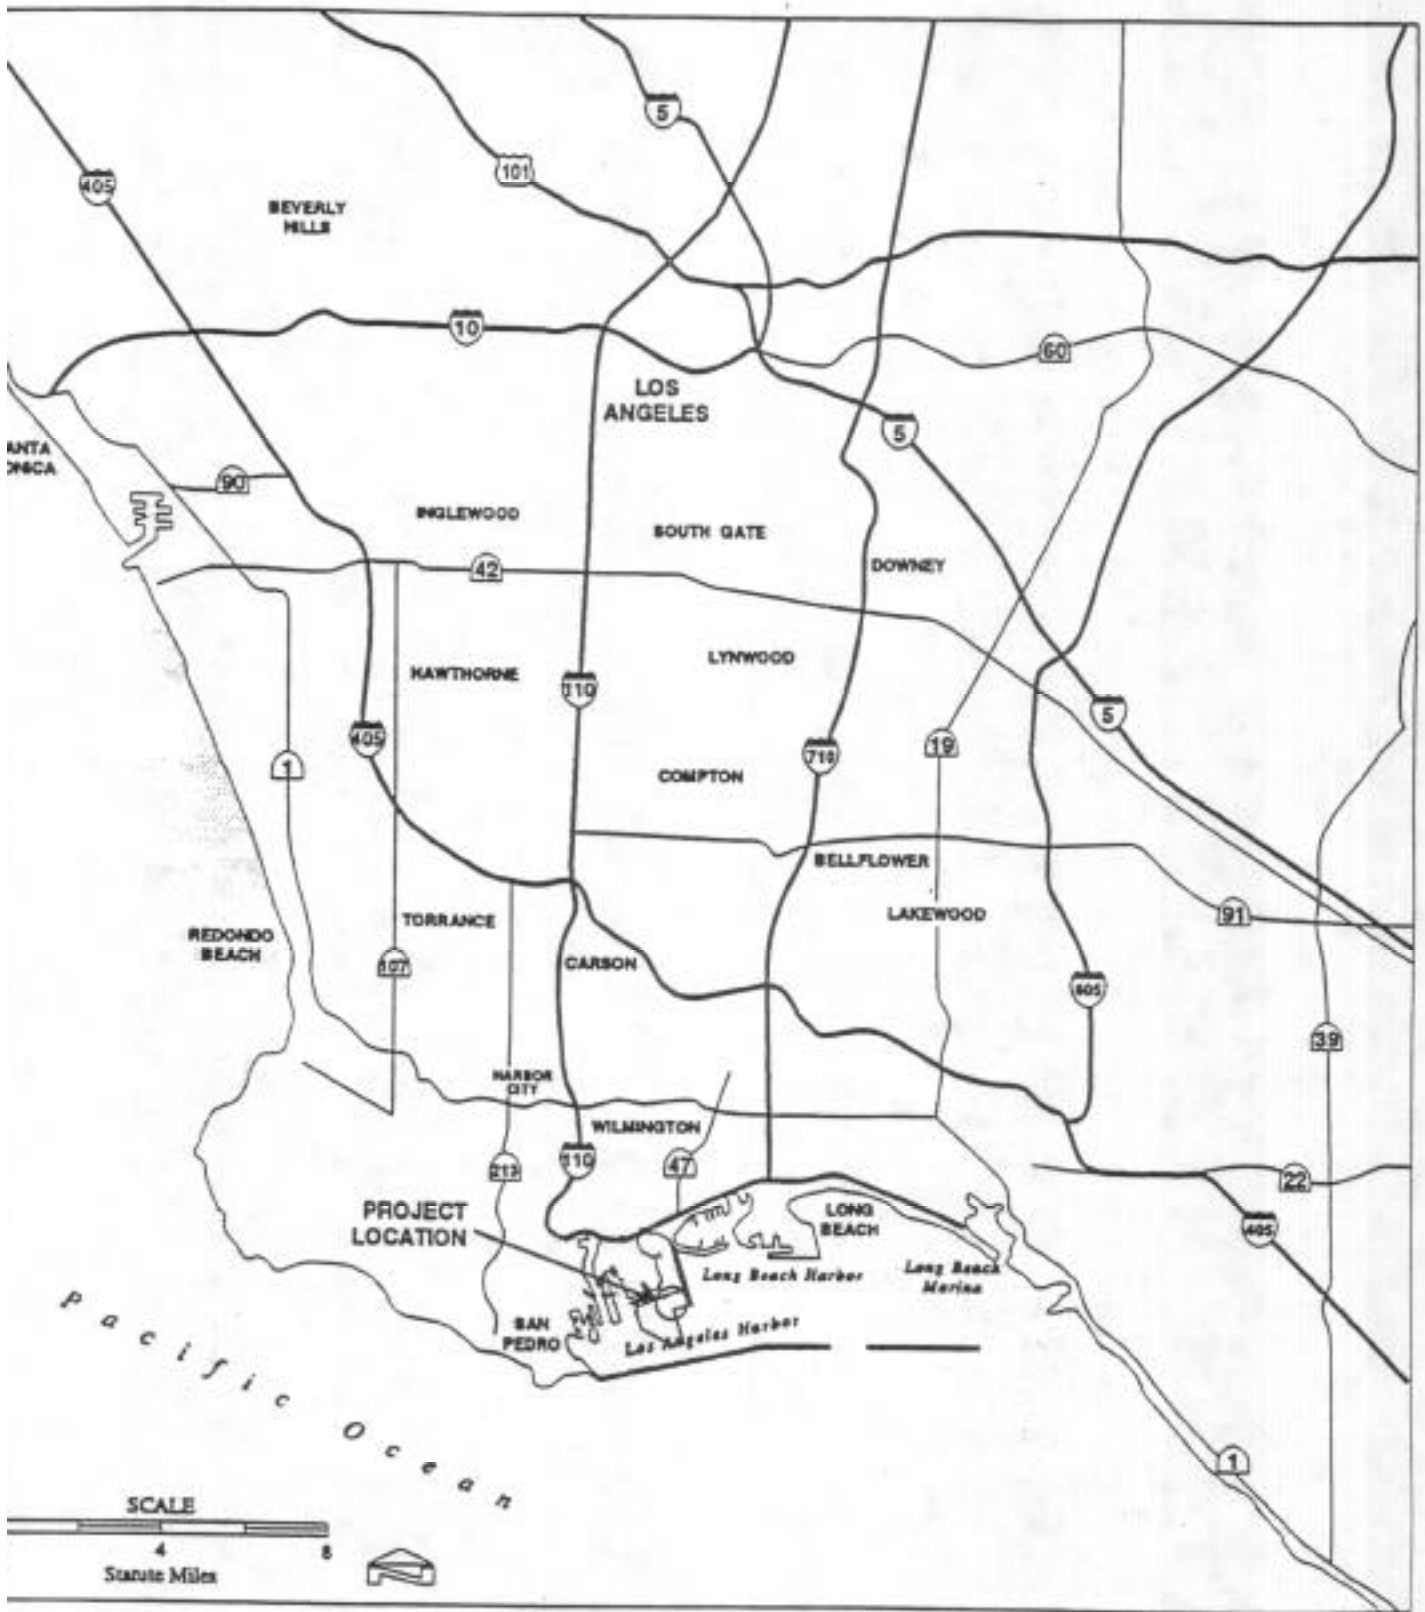 5
101
405
BEVERLY
HILLS
10
60
LOS
ANGELES
5
ANTA
ONICA
90
INGLEWOOD
SOUTH GATE
42
DOWNEY
LYNWOOD
HAWTHORNE
110
5
405
19
710
1
COMPTON
BELLFLOWER
91
LAKEWOOD
TORRANCE
REDONDO
BEACH
107
CARSON
605
39
HARBOR
CITY
WILMINGTON
110
47
213
22
PROJECT
LOCATION
LONG
BEACH
405
Long Beach Harbor
Long Beach
Marina
SAN
PEDRO
Los Angeles Harbor
Pacific Ocean
1
SCALE
4
8
Statute Miles